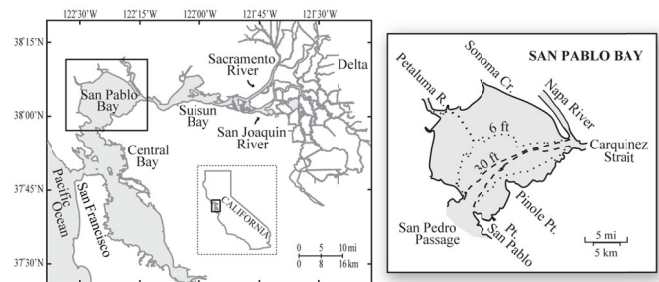 122°30'W 122°15'W 122°00'W 121°45'W 121°30'W
38°15'N
38°00'N
37°45'N
37°30'N
Sacramento
River
Delta
San Pablo
Bay
Suisun
Bay
San Joaquin
River
Central
Bay
Pacific
Ocean
San Francisco
CALIFORNIA
0 5 10 mi
0 8 16km
SAN PABLO BAY
Sonoma Cr.
Petaluma R.
Napa River
6 ft
30 ft
Carquinez
Strait
Pinole Pt.
San Pedro
Passage
Pt.
San Pablo
5 mi
5 km